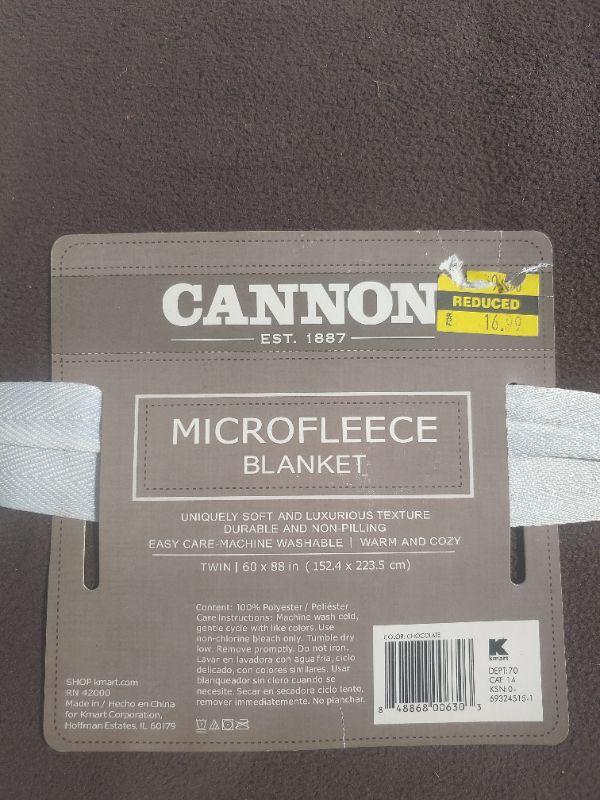 CANNON
EST. 1887
REDUCED
16.99
MICROFLEECE
BLANKET
UNIQUELY SOFT AND LUXURIOUS TEXTURE
DURABLE AND NON-PILLING
EASY CARE-MACHINE WASHABLE | WARM AND COZY
TWIN | 60 x 88 in ( 152.4 x 223.5 cm)
Content: 100% Polyester / Poliéster
Care Instructions: Machine wash cold,
gentle cycle with like colors. Use
non-chlorine bleach only. Tumble dry
low. Remove promptly. Do not iron.
Lavar en lavadora con agua fria, ciclo
delicado, con colores similares. Usar
blanqueador sin cloro cuando se
necesite. Secar en secadora ciclo lento,
remover immediatamente. No planchar.
SHOP kmart.com
RN 42000
Made in / Hecho en China
for Kmart Corporation,
Hoffman Estates, IL 60179
COLOR: CHOCOLATE
8 48868 00630 3
K
kmart
DEPT: 70
CAT. 14
KSN: 0-
69324515-1